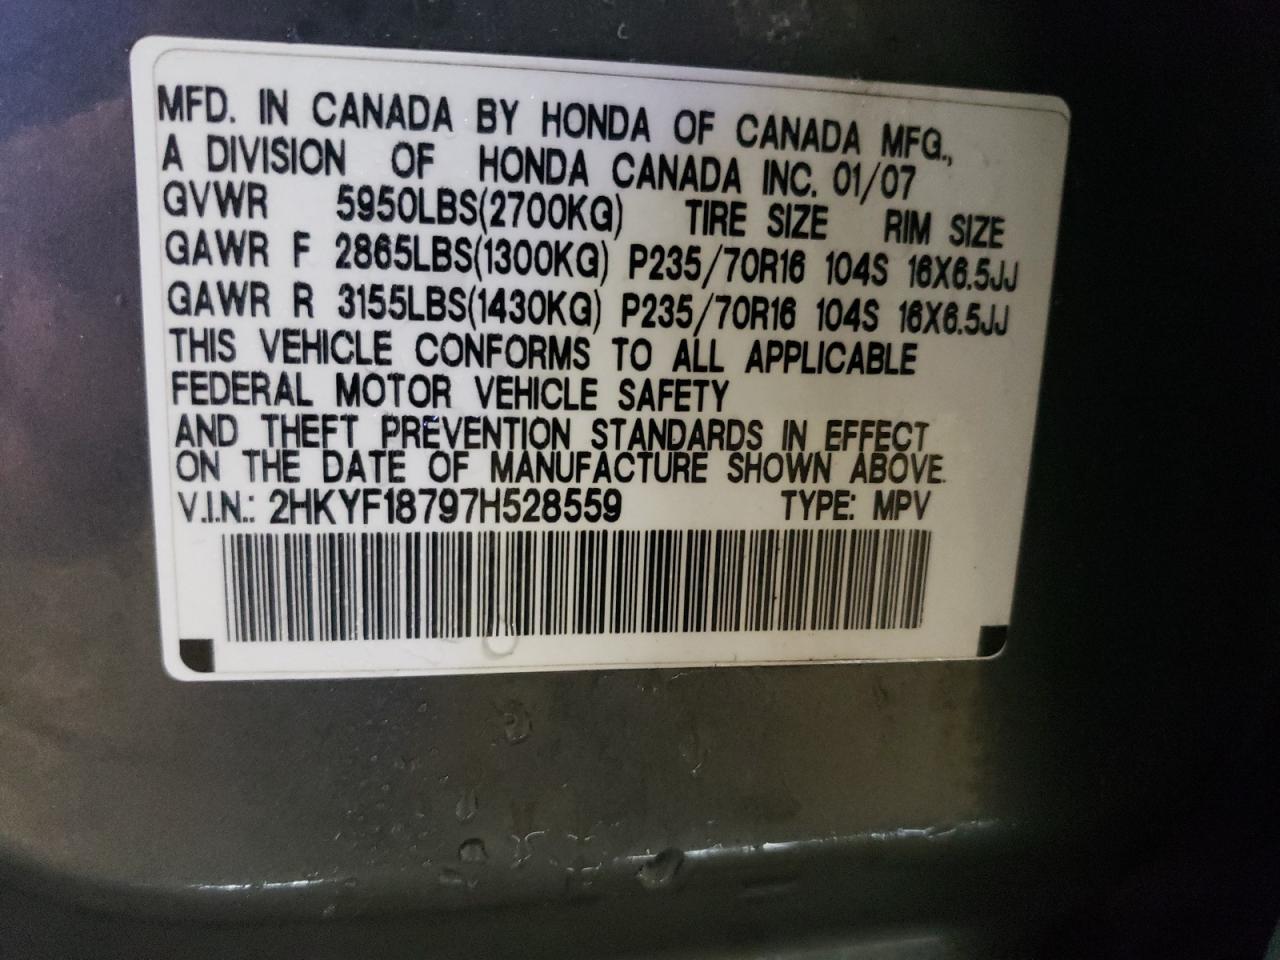 MFD. IN CANADA BY HONDA OF CANADA MFG.,
A DIVISION OF HONDA CANADA INC. 01/07
GVWR 5950LBS(2700KG) TIRE SIZE RIM SIZE
GAWR F 2865LBS(1300KG) P235/70R16 104S 16X6.5JJ
GAWR R 3155LBS(1430KG) P235/70R16 104S 16X6.5JJ
THIS VEHICLE CONFORMS TO ALL APPLICABLE
FEDERAL MOTOR VEHICLE SAFETY
AND THEFT PREVENTION STANDARDS IN EFFECT
ON THE DATE OF MANUFACTURE SHOWN ABOVE.
V.I.N.: 2HKYF18797H528559 TYPE: MPV